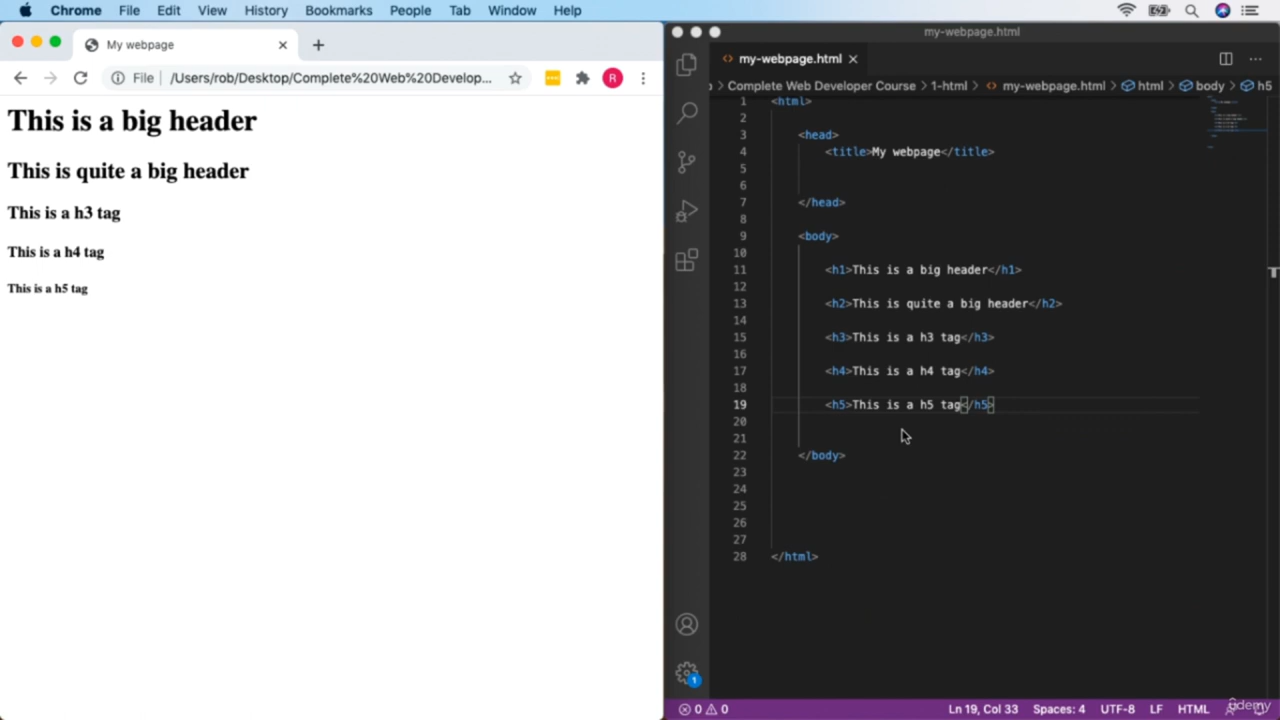 Chrome File Edit View History Bookmarks People Tab Window Help
My webpage
File /Users/rob/Desktop/Complete%20Web%20Develop...
R
This is a big header
This is quite a big header
This is a h3 tag
This is a h4 tag
This is a h5 tag
my-webpage.html
my-webpage.html
Complete Web Developer Course > 1-html > my-webpage.html > html > body > h5
1 <html>
2
3 <head>
4 <title>My webpage</title>
5
6
7 </head>
8
9 <body>
10
11 <h1>This is a big header</h1>
12
13 <h2>This is quite a big header</h2>
14
15 <h3>This is a h3 tag</h3>
16
17 <h4>This is a h4 tag</h4>
18
19 <h5>This is a h5 tag</h5>
20
21
22 </body>
23
24
25
26
27
28 </html>
1
0 0 Ln 19, Col 33 Spaces: 4 UTF-8 LF HTML
ûdemy